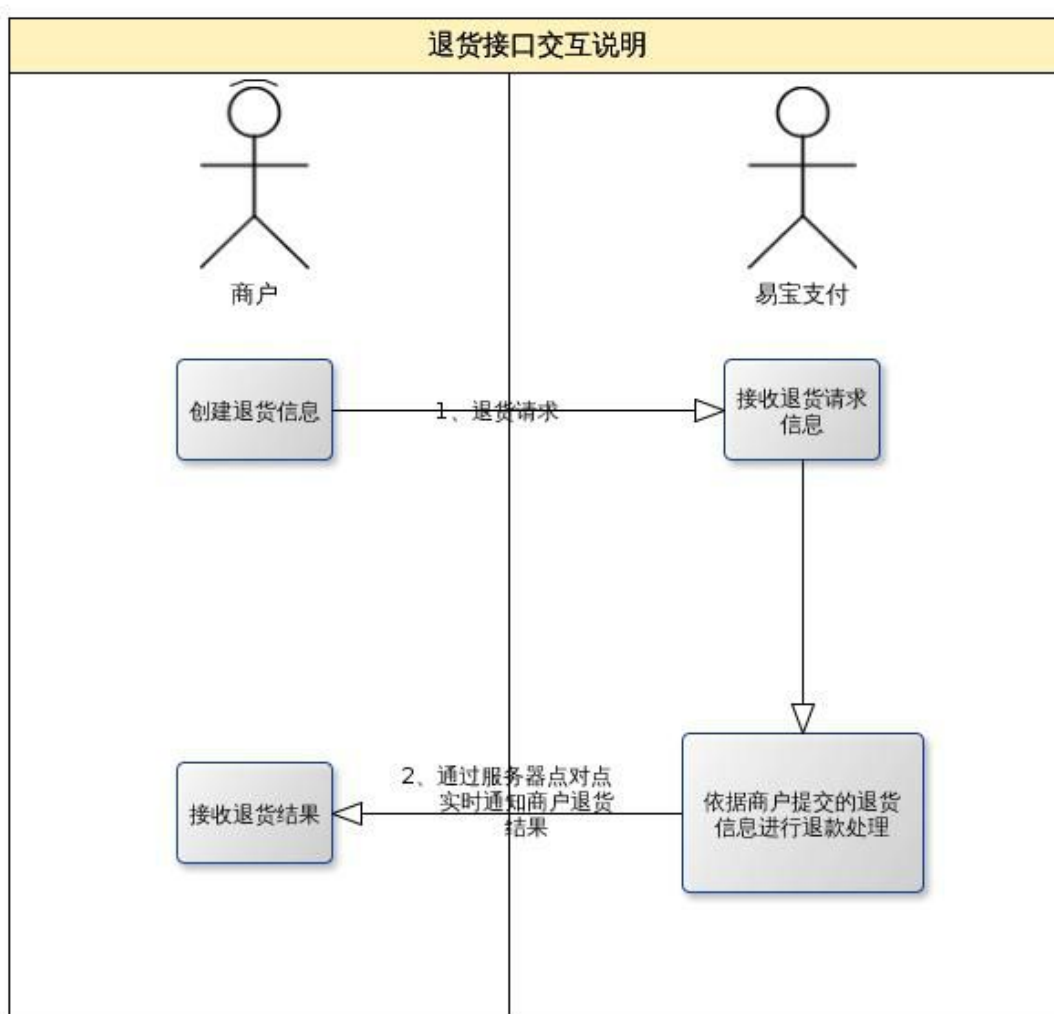 退货接口交互说明
商户
易宝支付
创建退货信息
1、退货请求
接收退货请求
信息
接收退货结果
2、通过服务器点对点
实时通知商户退货
结果
依据商户提交的退货
信息进行退款处理